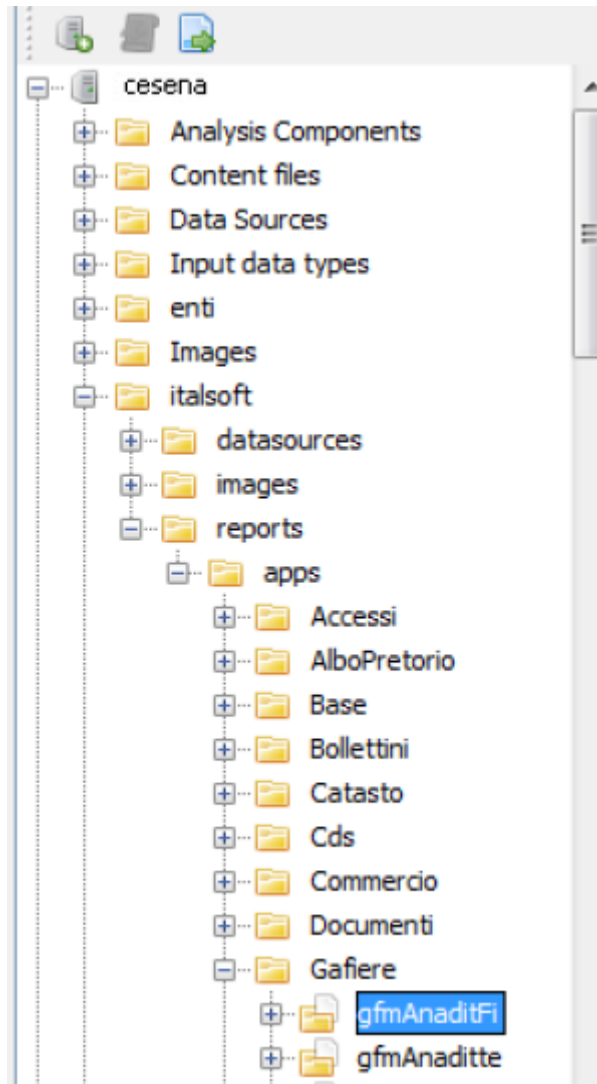 cesena
Analysis Components
Content files
Data Sources
Input data types
enti
Images
italsoft
datasources
images
reports
apps
Accessi
AlboPretorio
Base
Bollettini
Catasto
Cds
Commercio
Documenti
Gafiere
gfmAnaditFi
gfmAnaditte